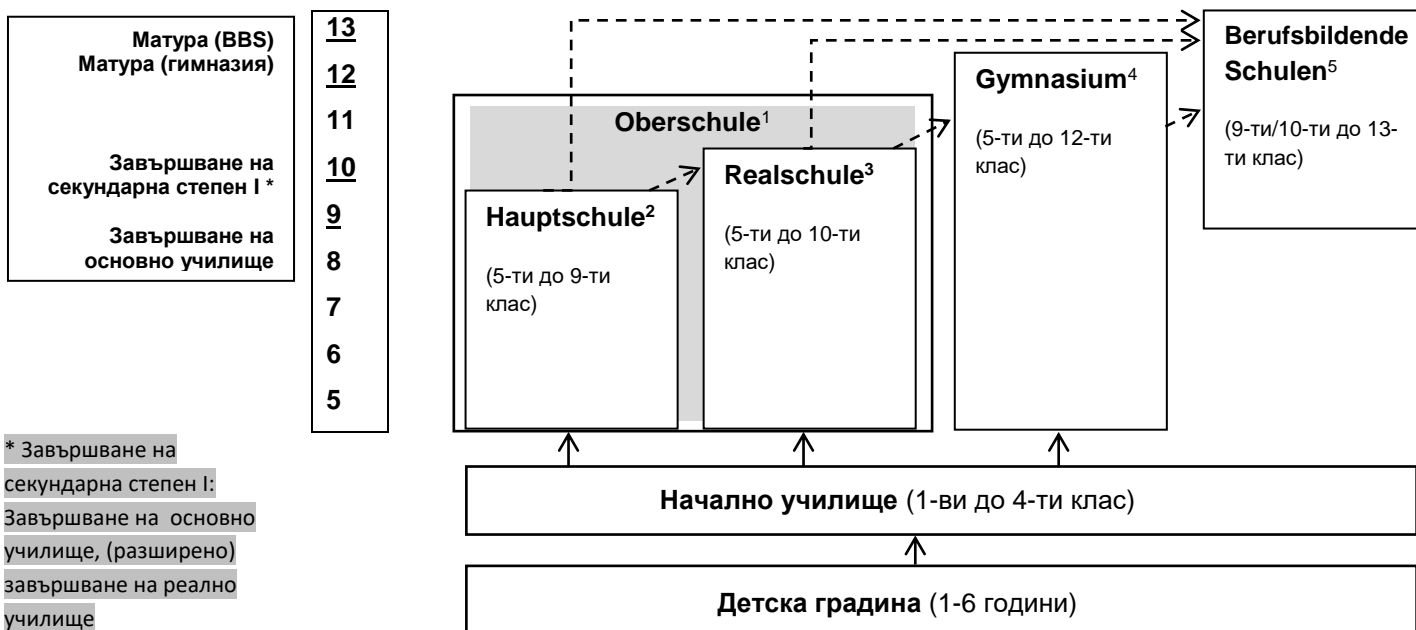 Матура (BBS)
Матура (гимназия)
Завършване на
секундарна степен I *
Завършване на
основно училище
13
12
11
10
9
8
7
6
5
Oberschule¹
Hauptschule²
(5-ти до 9-ти
клас)
Realschule³
(5-ти до 10-ти
клас)
Gymnasium⁴
(5-ти до 12-ти
клас)
Berufsbildende
Schulen⁵
(9-ти/10-ти до 13-
ти клас)
* Завършване на
секундарна степен I:
Завършване на основно
училище, (разширено)
завършване на реално
училище
Начално училище (1-ви до 4-ти клас)
Детска градина (1-6 години)